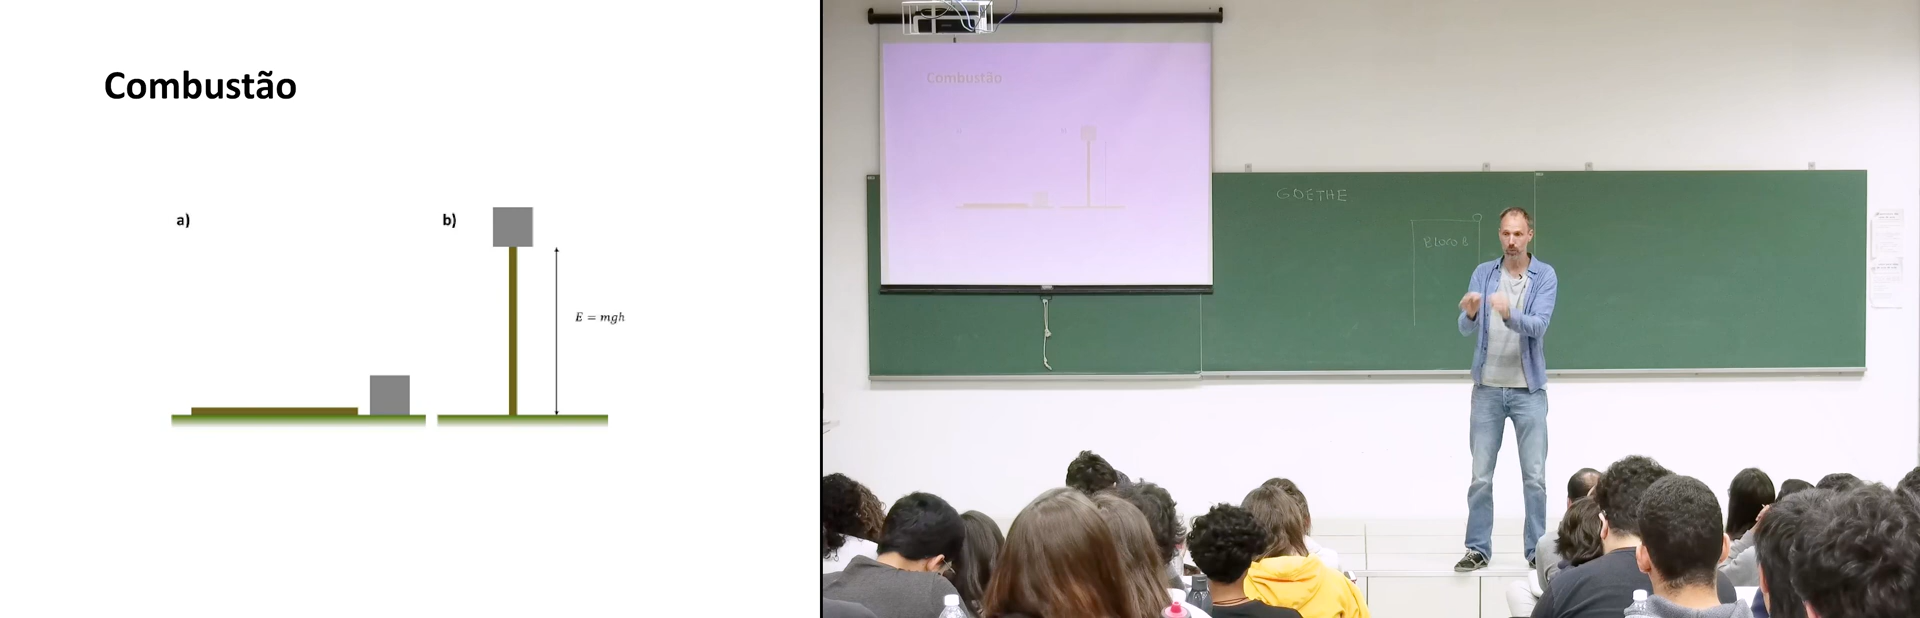 Combustão
a)
b)
E = mgh
Combustão
GOETHE
BLOCO B